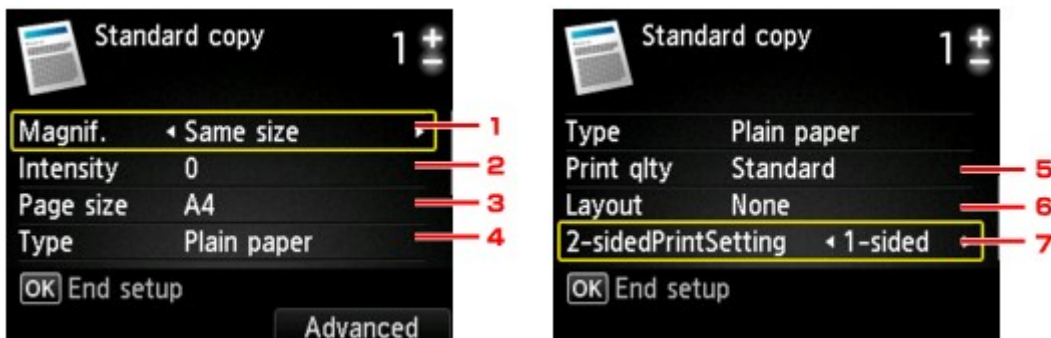 Standard copy 1 + -
Magnif. Same size 1
Intensity 0 2
Page size A4 3
Type Plain paper 4
OK End setup
Advanced
Standard copy 1 + -
Type Plain paper
Print qlty Standard 5
Layout None 6
2-sidedPrintSetting 1-sided 7
OK End setup